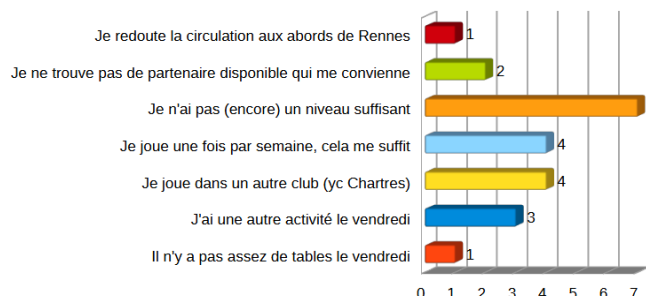 Je redoute la circulation aux abords de Rennes 1
Je ne trouve pas de partenaire disponible qui me convienne 2
Je n'ai pas (encore) un niveau suffisant
Je joue une fois par semaine, cela me suffit 4
Je joue dans un autre club (yc Chartres) 4
J'ai une autre activité le vendredi 3
Il n'y a pas assez de tables le vendredi 1
0 1 2 3 4 5 6 7